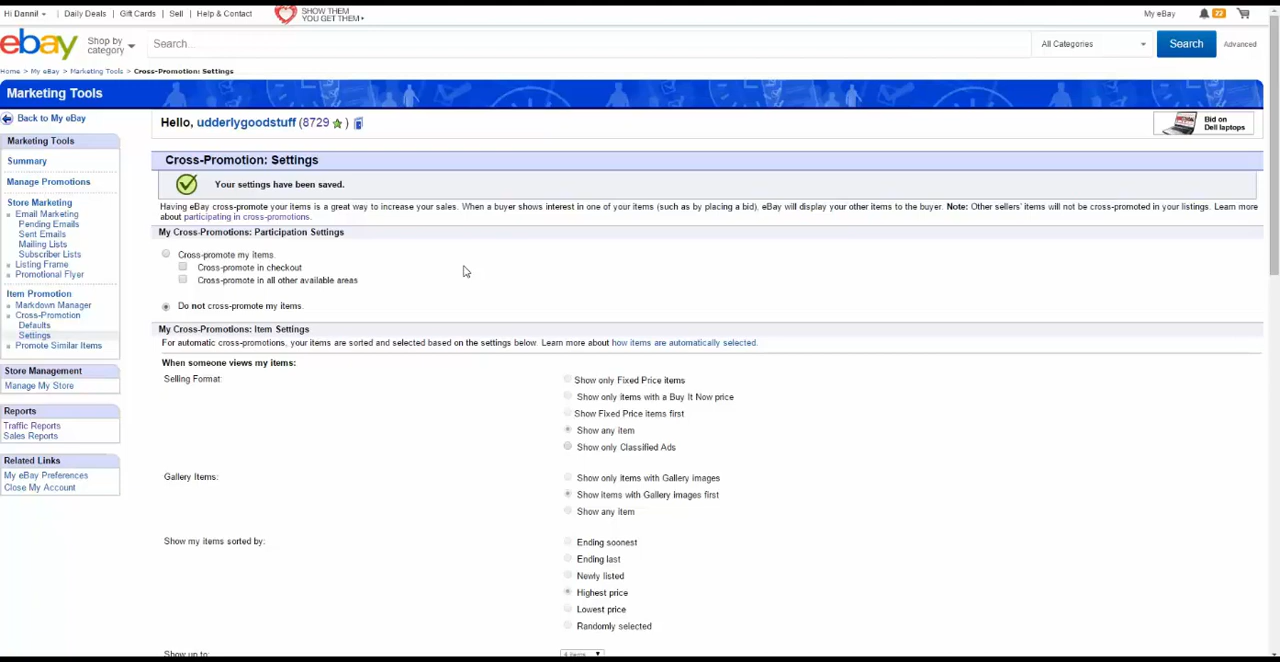 Hi Dannil
Daily Deals
Gift Cards
Sell
Help & Contact
SHOW THEM
YOU GET THEM
My eBay
22
ebay
Shop by
category
Search...
All Categories
Search
Advanced
Home > My eBay > Marketing Tools > Cross-Promotion: Settings
Marketing Tools
Back to My eBay
Hello, udderlygoodstuff (8729 )
Bid on
Dell laptops
Marketing Tools
Summary
Manage Promotions
Store Marketing
Email Marketing
Pending Emails
Sent Emails
Mailing Lists
Subscriber Lists
Listing Frame
Promotional Flyer
Item Promotion
Markdown Manager
Cross-Promotion
Defaults
Settings
Promote Similar Items
Store Management
Manage My Store
Reports
Traffic Reports
Sales Reports
Related Links
My eBay Preferences
Close My Account
Cross-Promotion: Settings
Your settings have been saved.
Having eBay cross-promote your items is a great way to increase your sales. When a buyer shows interest in one of your items (such as by placing a bid), eBay will display your other items to the buyer. Note: Other sellers' items will not be cross-promoted in your listings. Learn more
about participating in cross-promotions.
My Cross-Promotions: Participation Settings
Cross-promote my items.
Cross-promote in checkout
Cross-promote in all other available areas
Do not cross-promote my items.
My Cross-Promotions: Item Settings
For automatic cross-promotions, your items are sorted and selected based on the settings below. Learn more about how items are automatically selected.
When someone views my items:
Selling Format:
Show only Fixed Price items
Show only items with a Buy It Now price
Show Fixed Price items first
Show any item
Show only Classified Ads
Gallery Items:
Show only items with Gallery images
Show items with Gallery images first
Show any item
Show my items sorted by:
Ending soonest
Ending last
Newly listed
Highest price
Lowest price
Randomly selected
Show up to:
4 items